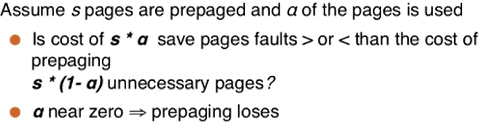 Assume s pages are prepaged and α of the pages is used
Is cost of s * α save pages faults > or < than the cost of
prepaging
s * (1- α) unnecessary pages?
α near zero ⇒ prepaging loses